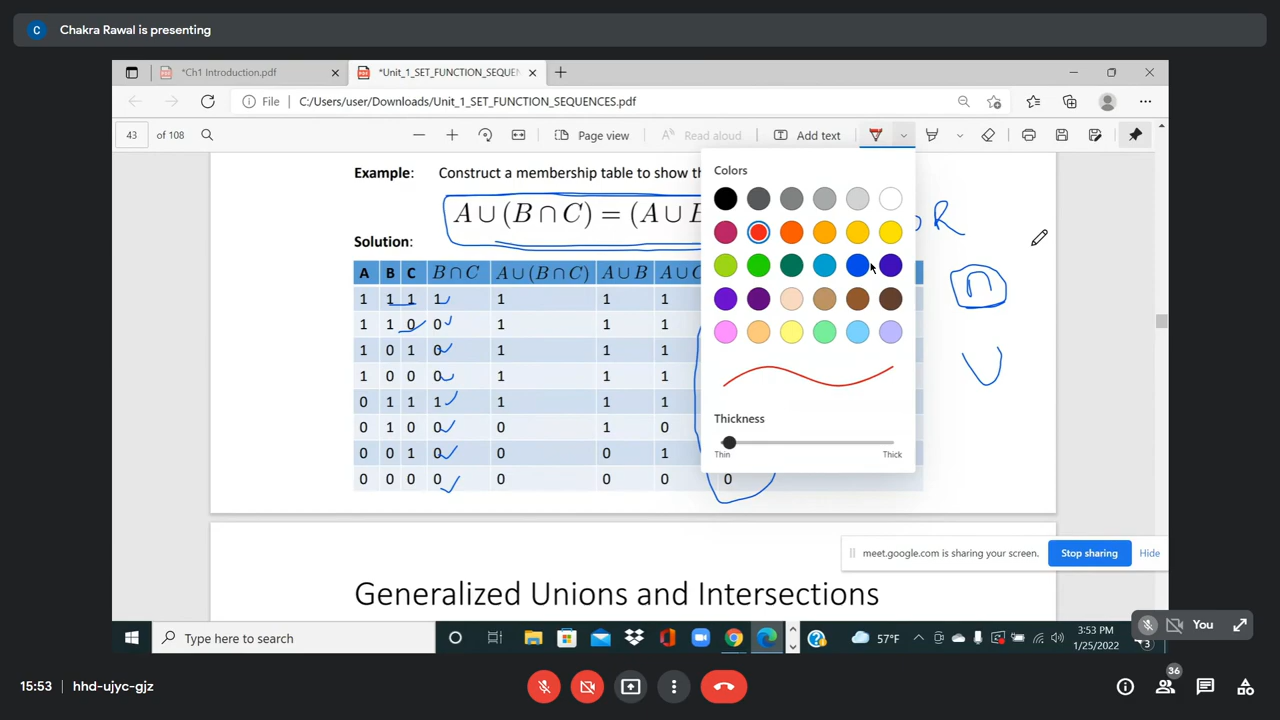 C Chakra Rawal is presenting
*Ch1 Introduction.pdf
*Unit_1_SET_FUNCTION_SEQUEN
File C:/Users/user/Downloads/Unit_1_SET_FUNCTION_SEQUENCES.pdf
43 of 108 Page view Read aloud Add text
Example: Construct a membership table to show th
A ∪ (B ∩ C) = (A ∪ B
R
Solution:
A B C B ∩ C A ∪ (B ∩ C) A ∪ B A ∪ C
1 1 1 1 1 1 1
1 1 0 0 1 1 1
1 0 1 0 1 1 1
1 0 0 0 1 1 1
0 1 1 1 1 1 1
0 1 0 0 0 1 0
0 0 1 0 0 0 1
0 0 0 0 0 0 0 0
∩
∪
Colors
Thickness
Thin Thick
Generalized Unions and Intersections
meet.google.com is sharing your screen. Stop sharing Hide
Type here to search
57°F
3:53 PM
1/25/2022
3
You
15:53 | hhd-ujyc-gjz
36